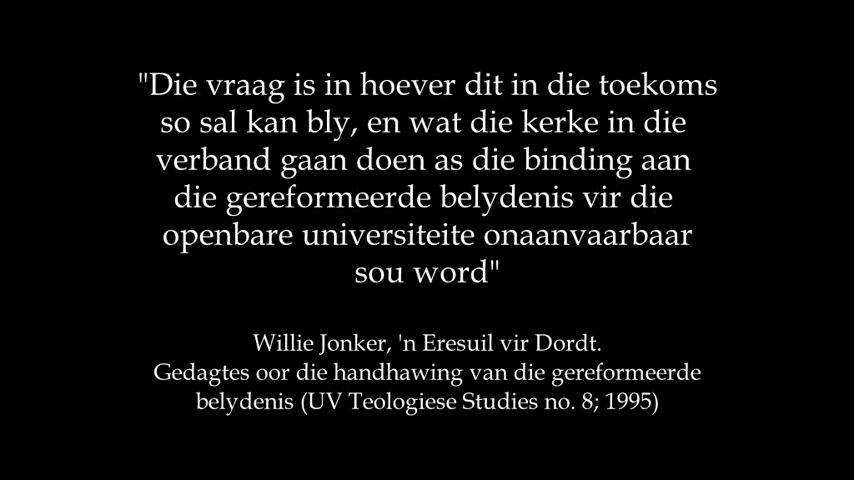 "Die vraag is in hoever dit in die toekoms
so sal kan bly, en wat die kerke in die
verband gaan doen as die binding aan
die gereformeerde belydenis vir die
openbare universiteite onaanvaarbaar
sou word"
Willie Jonker, 'n Eresuil vir Dordt.
Gedagtes oor die handhawing van die gereformeerde
belydenis (UV Teologiese Studies no. 8; 1995)